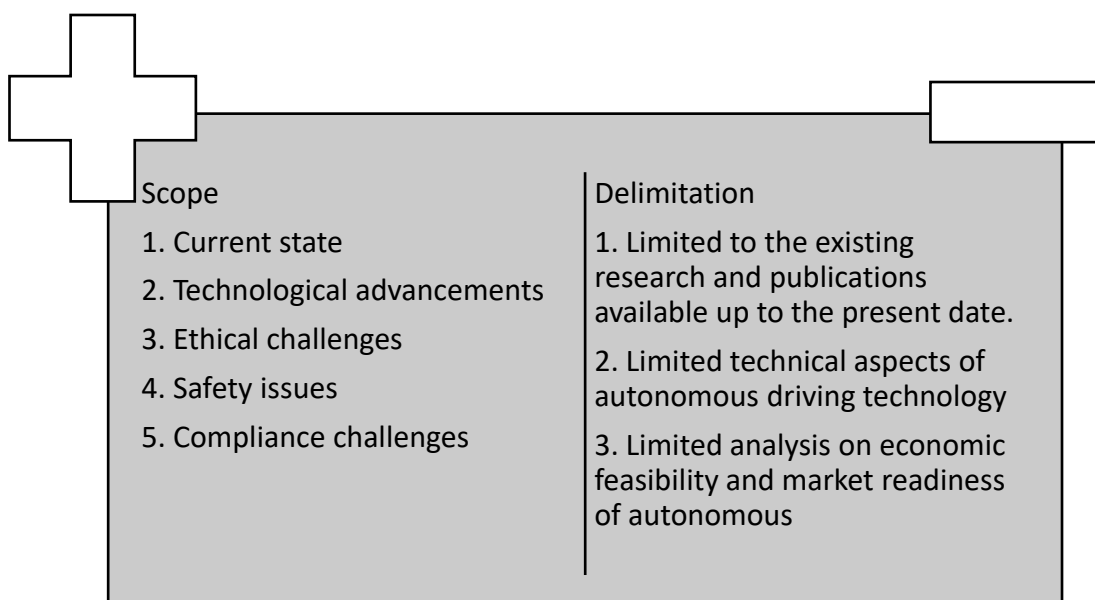 Scope
1. Current state
2. Technological advancements
3. Ethical challenges
4. Safety issues
5. Compliance challenges
Delimitation
1. Limited to the existing
research and publications
available up to the present date.
2. Limited technical aspects of
autonomous driving technology
3. Limited analysis on economic
feasibility and market readiness
of autonomous